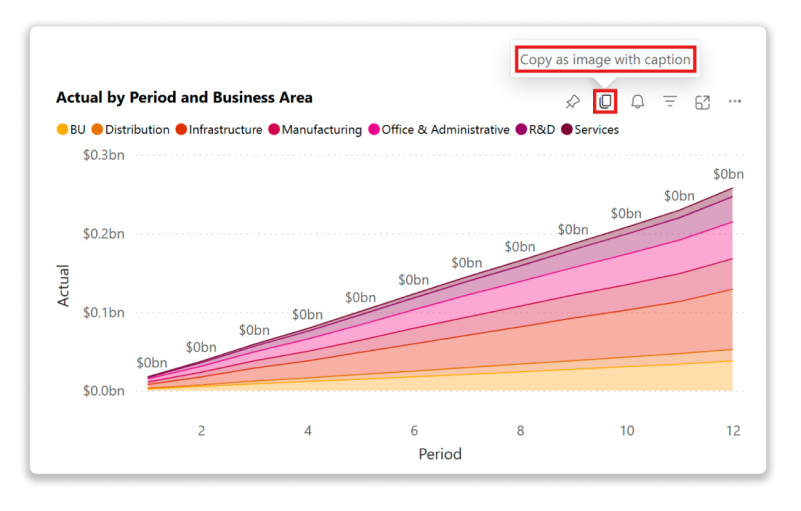 Copy as image with caption
Actual by Period and Business Area
BU Distribution Infrastructure Manufacturing Office & Administrative R&D Services
$0.3bn
$0bn
$0bn
$0bn
$0.2bn
$0bn
$0bn
$0bn
$0bn
$0bn
$0.1bn
$0bn
$0bn
$0bn
$0bn
$0.0bn
Actual
2 4 6 8 10 12
Period